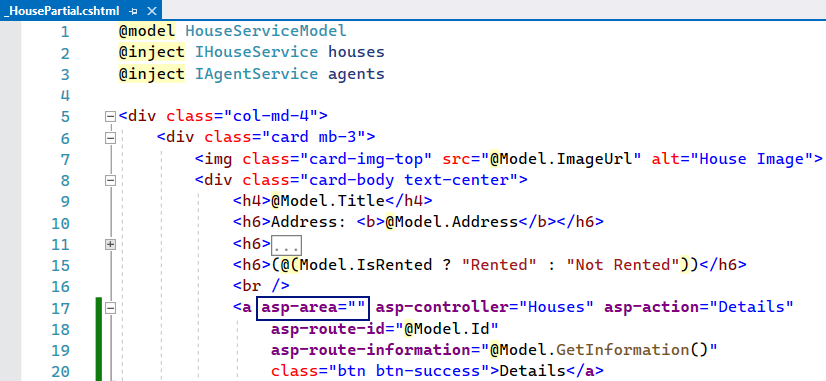 _HousePartial.cshtml
1 @model HouseServiceModel
2 @inject IHouseService houses
3 @inject IAgentService agents
4
5 <div class="col-md-4">
6 <div class="card mb-3">
7 <img class="card-img-top" src="@Model.ImageUrl" alt="House Image">
8 <div class="card-body text-center">
9 <h4>@Model.Title</h4>
10 <h6>Address: <b>@Model.Address</b></h6>
11 <h6>...
15 <h6>(@(Model.IsRented ? "Rented" : "Not Rented"))</h6>
16 <br />
17 <a asp-area="" asp-controller="Houses" asp-action="Details"
18 asp-route-id="@Model.Id"
19 asp-route-information="@Model.GetInformation()"
20 class="btn btn-success">Details</a>